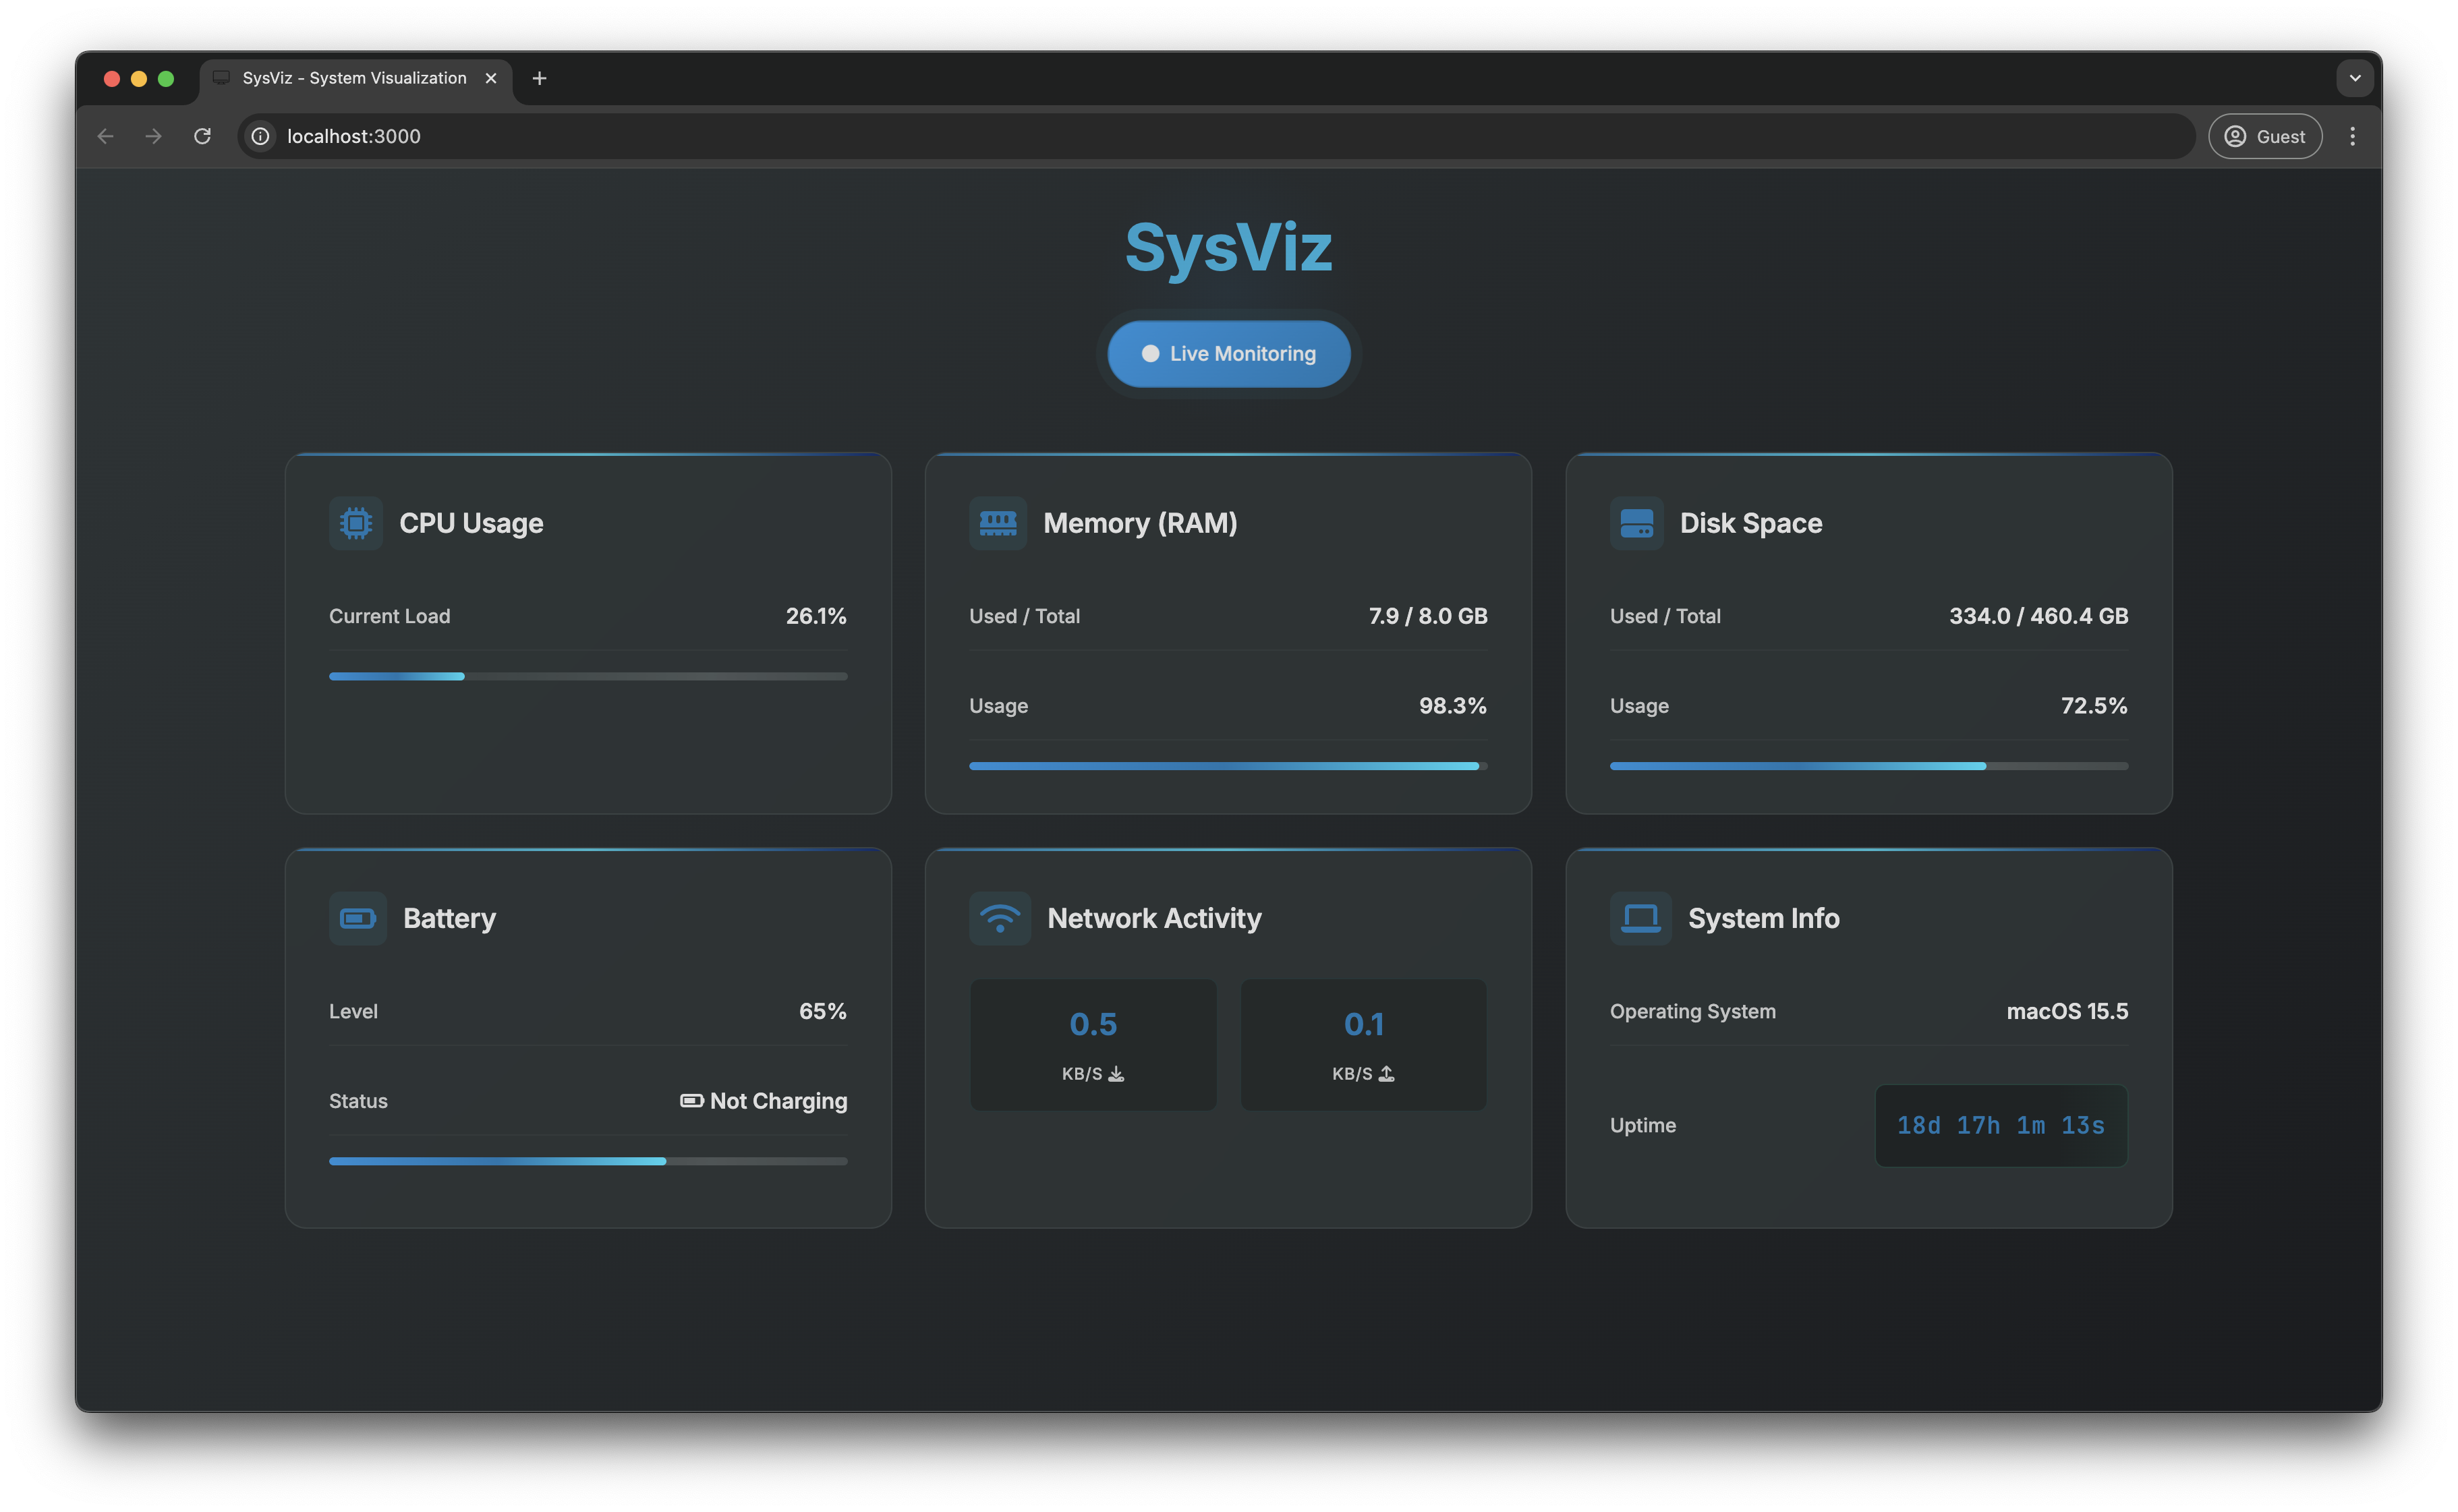 SysViz - System Visualization
localhost:3000
Guest
SysViz
Live Monitoring
CPU Usage
Current Load 26.1%
Memory (RAM)
Used / Total 7.9 / 8.0 GB
Usage 98.3%
Disk Space
Used / Total 334.0 / 460.4 GB
Usage 72.5%
Battery
Level 65%
Status Not Charging
Network Activity
0.5
KB/S
0.1
KB/S
System Info
Operating System macOS 15.5
Uptime 18d 17h 1m 13s